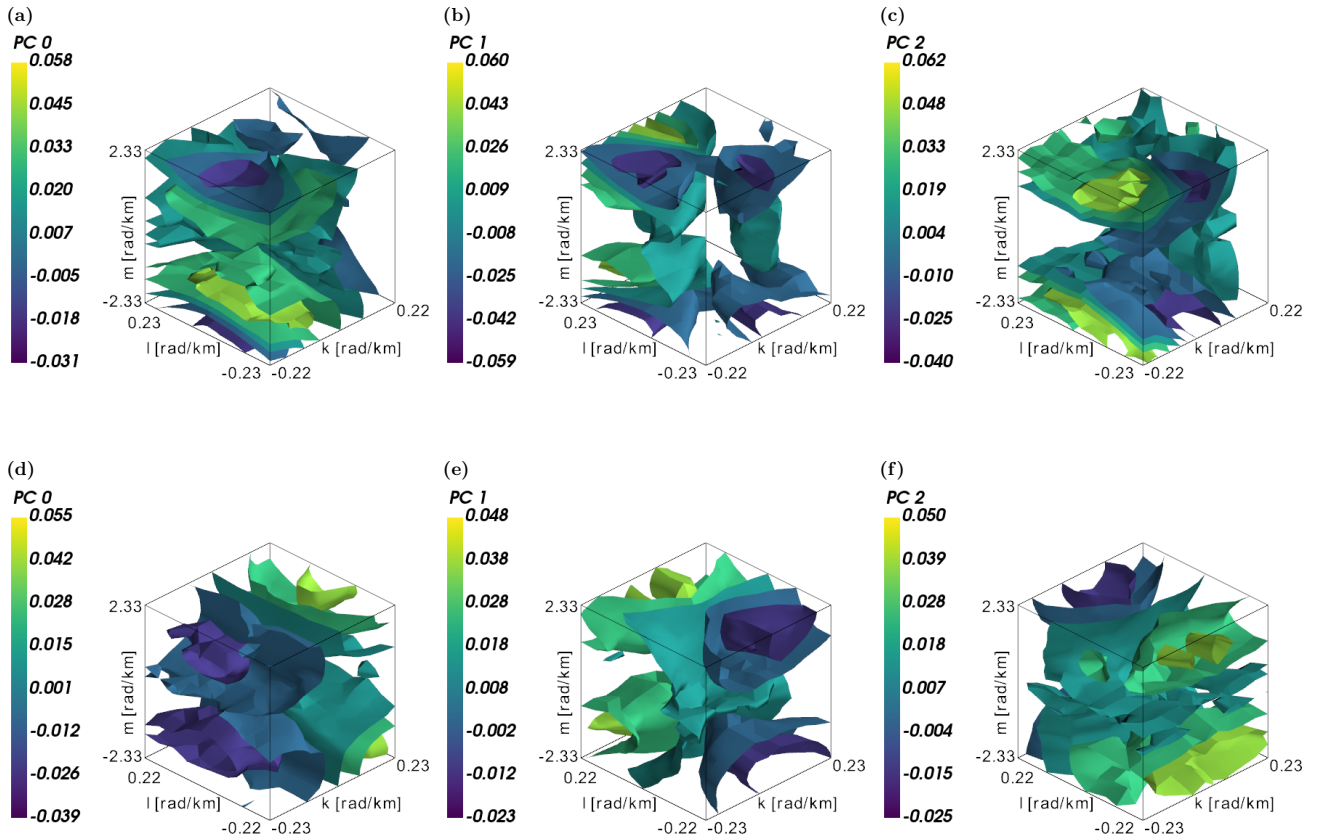 (a)
PC 0
0.058
0.045
0.033
0.020
0.007
-0.005
-0.018
-0.031
2.33
m [rad/km]
-2.33
0.23
l [rad/km]
-0.23
-0.22
k [rad/km]
0.22
(b)
PC 1
0.060
0.043
0.026
0.009
-0.008
-0.025
-0.042
-0.059
2.33
m [rad/km]
-2.33
0.23
l [rad/km]
-0.23
-0.22
k [rad/km]
0.22
(c)
PC 2
0.062
0.048
0.033
0.019
0.004
-0.010
-0.025
-0.040
2.33
m [rad/km]
-2.33
0.23
l [rad/km]
-0.23
-0.22
k [rad/km]
0.22
(d)
PC 0
0.055
0.042
0.028
0.015
0.001
-0.012
-0.026
-0.039
2.33
m [rad/km]
-2.33
0.22
l [rad/km]
-0.22
-0.23
k [rad/km]
0.23
(e)
PC 1
0.048
0.038
0.028
0.018
0.008
-0.002
-0.012
-0.023
2.33
m [rad/km]
-2.33
0.22
l [rad/km]
-0.22
-0.23
k [rad/km]
0.23
(f)
PC 2
0.050
0.039
0.028
0.018
0.007
-0.004
-0.015
-0.025
2.33
m [rad/km]
-2.33
0.22
l [rad/km]
-0.22
-0.23
k [rad/km]
0.23